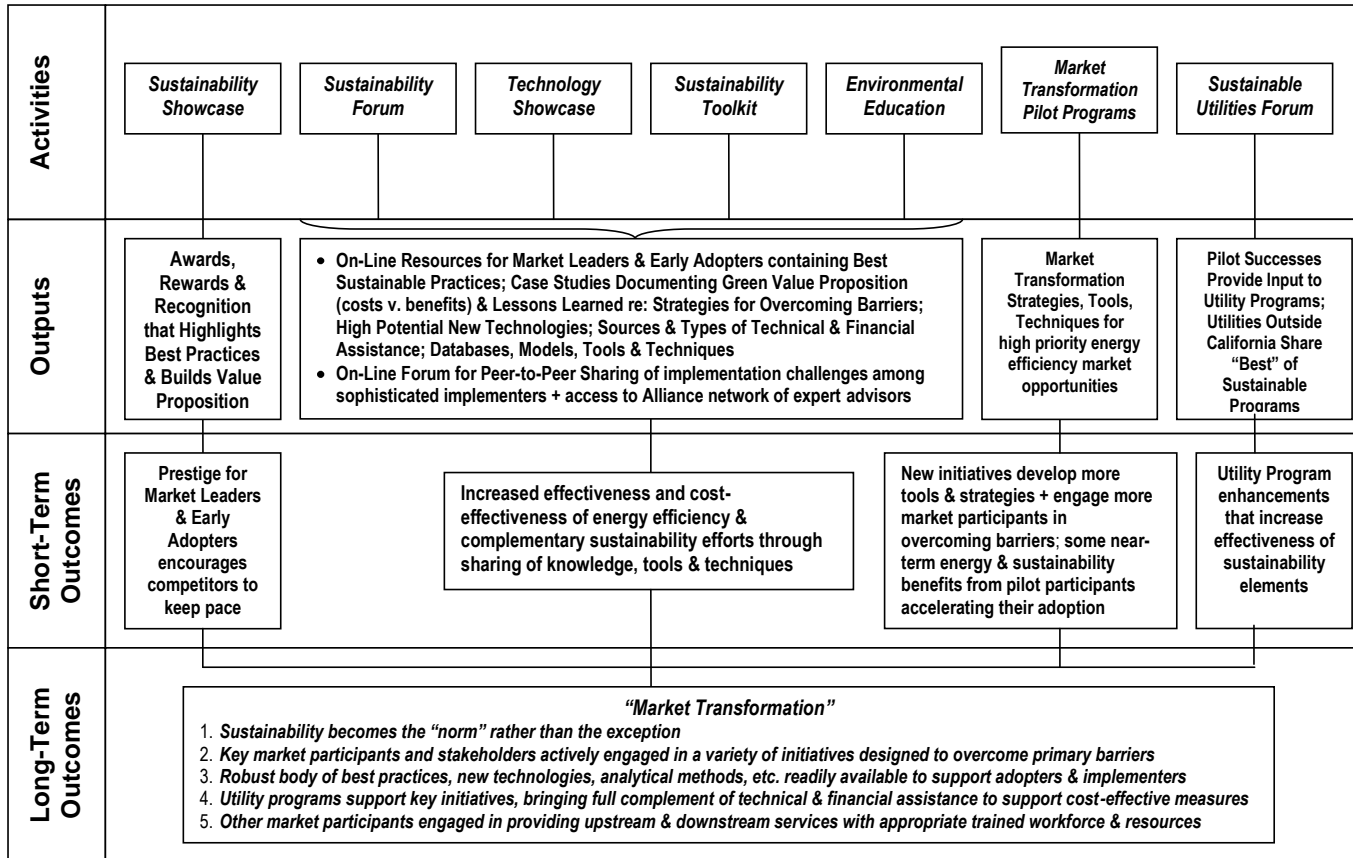 Activities
Sustainability
Showcase
Sustainability
Forum
Technology
Showcase
Sustainability
Toolkit
Environmental
Education
Market
Transformation
Pilot Programs
Sustainable
Utilities Forum
Outputs
Awards,
Rewards &
Recognition
that Highlights
Best Practices
& Builds Value
Proposition
• On-Line Resources for Market Leaders & Early Adopters containing Best
Sustainable Practices; Case Studies Documenting Green Value Proposition
(costs v. benefits) & Lessons Learned re: Strategies for Overcoming Barriers;
High Potential New Technologies; Sources & Types of Technical & Financial
Assistance; Databases, Models, Tools & Techniques
• On-Line Forum for Peer-to-Peer Sharing of implementation challenges among
sophisticated implementers + access to Alliance network of expert advisors
Market
Transformation
Strategies, Tools,
Techniques for
high priority energy
efficiency market
opportunities
Pilot Successes
Provide Input to
Utility Programs;
Utilities Outside
California Share
“Best” of
Sustainable
Programs
Short-Term
Outcomes
Prestige for
Market Leaders
& Early
Adopters
encourages
competitors to
keep pace
Increased effectiveness and cost-
effectiveness of energy efficiency &
complementary sustainability efforts through
sharing of knowledge, tools & techniques
New initiatives develop more
tools & strategies + engage more
market participants in
overcoming barriers; some near-
term energy & sustainability
benefits from pilot participants
accelerating their adoption
Utility Program
enhancements
that increase
effectiveness of
sustainability
elements
Long-Term
Outcomes
“Market Transformation”
1. Sustainability becomes the “norm” rather than the exception
2. Key market participants and stakeholders actively engaged in a variety of initiatives designed to overcome primary barriers
3. Robust body of best practices, new technologies, analytical methods, etc. readily available to support adopters & implementers
4. Utility programs support key initiatives, bringing full complement of technical & financial assistance to support cost-effective measures
5. Other market participants engaged in providing upstream & downstream services with appropriate trained workforce & resources